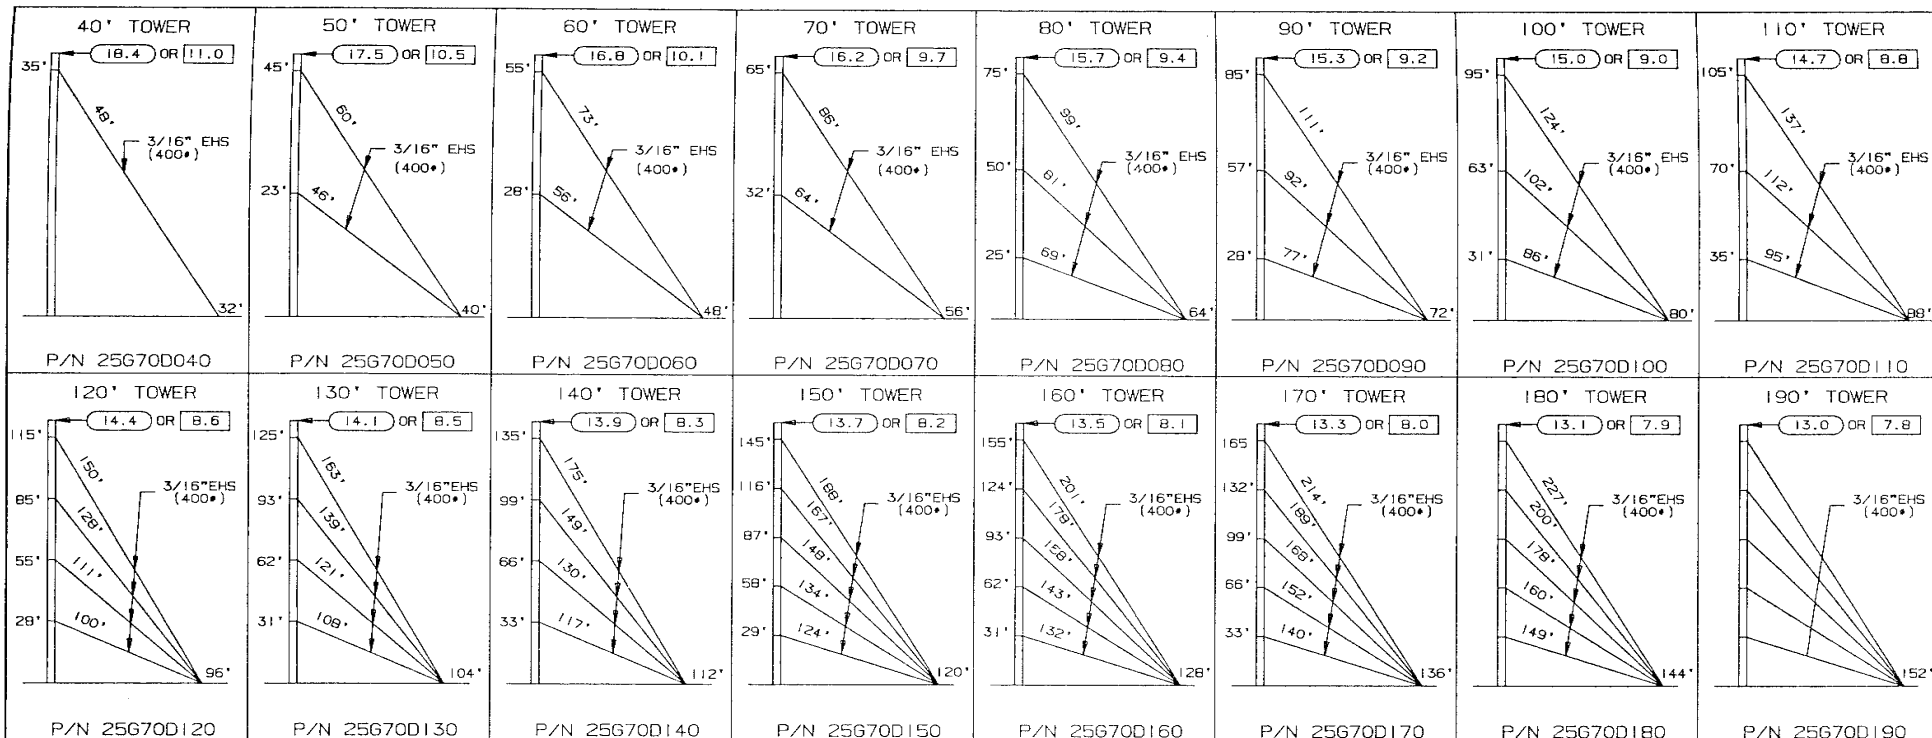 40' TOWER
18.4 OR 11.0
35'
48'
3/16" EHS
(400#)
32'
P/N 25G70D040
50' TOWER
17.5 OR 10.5
45'
60'
3/16" EHS
(400#)
23'
46'
40'
P/N 25G70D050
60' TOWER
16.8 OR 10.1
55'
73'
3/16" EHS
(400#)
28'
56'
48'
P/N 25G70D060
70' TOWER
16.2 OR 9.7
65'
86'
3/16" EHS
(400#)
32'
64'
56'
P/N 25G70D070
80' TOWER
15.7 OR 9.4
75'
99'
3/16" EHS
(400#)
50'
81'
25'
69'
64'
P/N 25G70D080
90' TOWER
15.3 OR 9.2
85'
111'
3/16" EHS
(400#)
57'
92'
28'
77'
72'
P/N 25G70D090
100' TOWER
15.0 OR 9.0
95'
124'
3/16" EHS
(400#)
63'
102'
31'
86'
80'
P/N 25G70D100
110' TOWER
14.7 OR 8.8
105'
137'
3/16" EHS
(400#)
70'
112'
35'
95'
88'
P/N 25G70D110
120' TOWER
14.4 OR 8.6
115'
150'
3/16"EHS
(400#)
85'
128'
55'
111'
28'
100'
96'
P/N 25G70D120
130' TOWER
14.1 OR 8.5
125'
163'
3/16"EHS
(400#)
93'
139'
62'
121'
31'
108'
104'
P/N 25G70D130
140' TOWER
13.9 OR 8.3
135'
175'
3/16"EHS
(400#)
99'
149'
66'
130'
33'
117'
112'
P/N 25G70D140
150' TOWER
13.7 OR 8.2
145'
188'
3/16"EHS
(400#)
116'
167'
87'
148'
58'
134'
29'
124'
120'
P/N 25G70D150
160' TOWER
13.5 OR 8.1
155'
201'
3/16"EHS
(400#)
124'
178'
93'
158'
62'
143'
31'
132'
128'
P/N 25G70D160
170' TOWER
13.3 OR 8.0
165
214'
3/16"EHS
(400#)
132'
189'
99'
168'
66'
152'
33'
140'
136'
P/N 25G70D170
180' TOWER
13.1 OR 7.9
227'
3/16"EHS
(400#)
200'
178'
160'
149'
144'
P/N 25G70D180
190' TOWER
13.0 OR 7.8
3/16"EHS
(400#)
152'
P/N 25G70D190